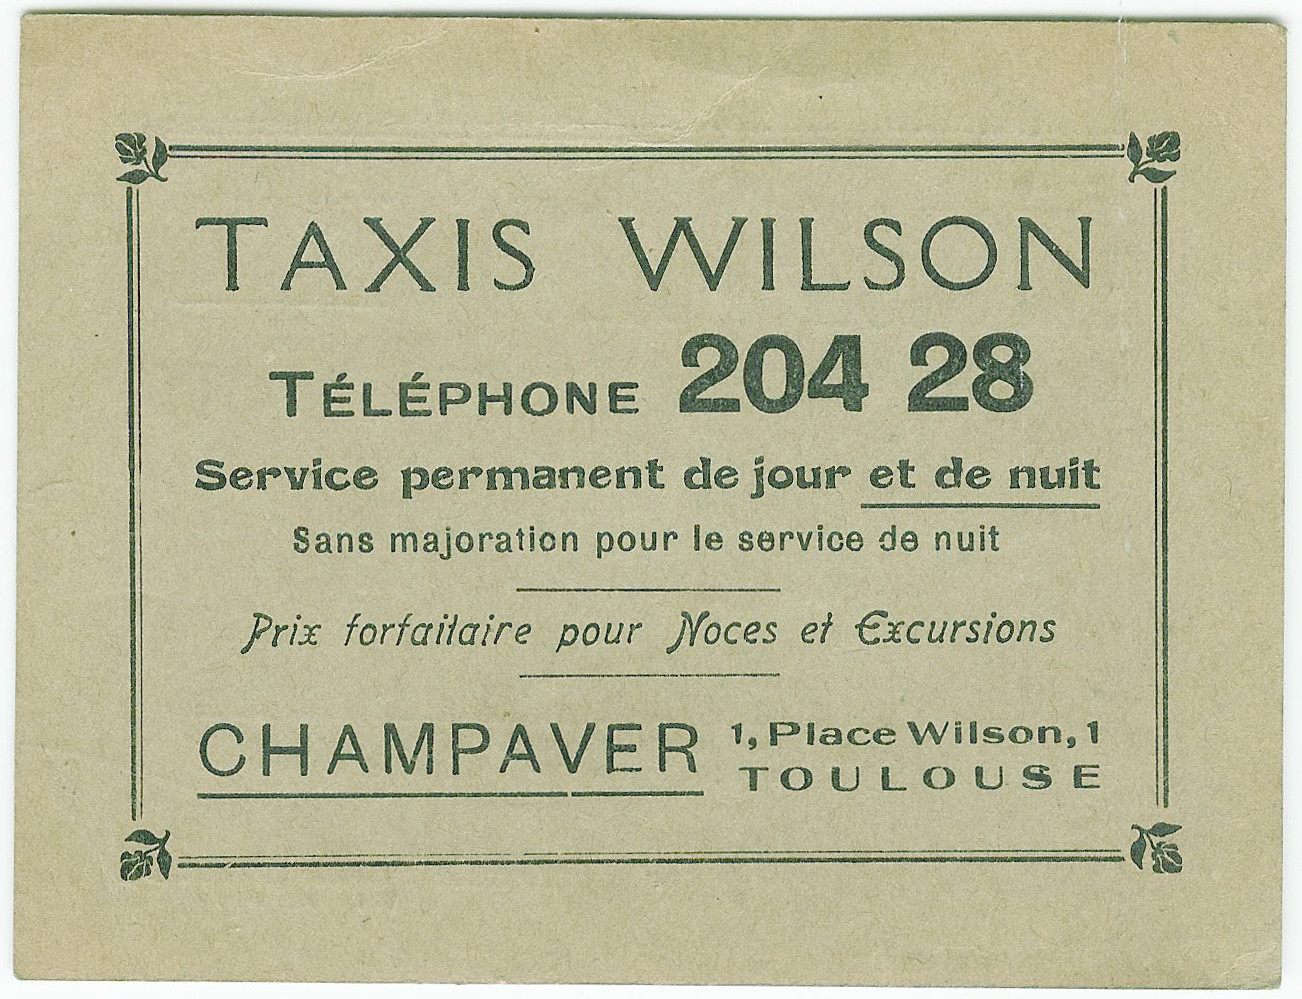 TAXIS WILSON
TÉLÉPHONE 204 28
Service permanent de jour et de nuit
Sans majoration pour le service de nuit
Prix forfaitaire pour Noces et Excursions
CHAMPAVER 1, Place Wilson, 1
TOULOUSE